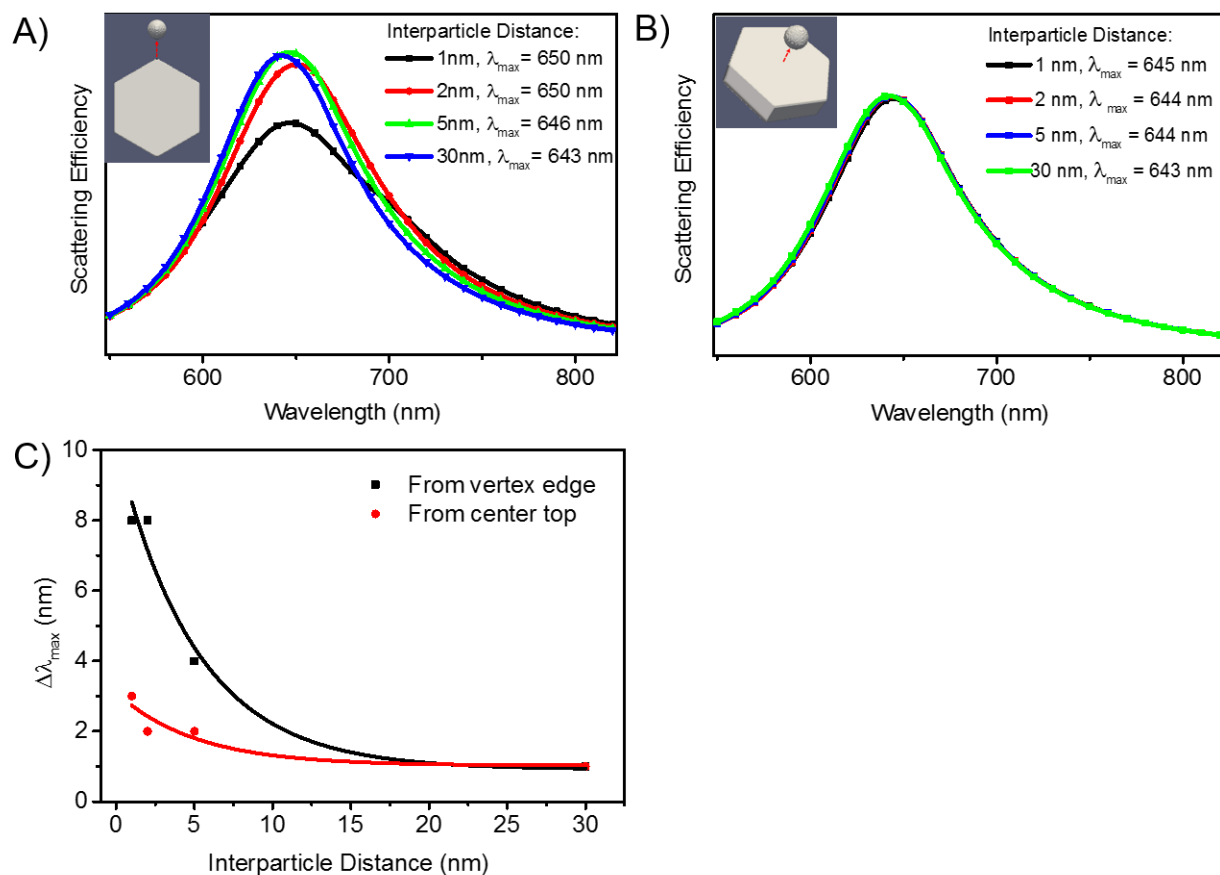 A)
Interparticle Distance:
1nm, λmax= 650 nm
2nm, λmax= 650 nm
5nm, λmax= 646 nm
30nm, λmax= 643 nm
Scattering Efficiency
600 700 800
Wavelength (nm)
B)
Interparticle Distance:
1 nm, λmax= 645 nm
2 nm, λ max= 644 nm
5 nm, λmax= 644 nm
30 nm, λmax= 643 nm
Scattering Efficiency
600 700 800
Wavelength (nm)
C)
From vertex edge
From center top
Δλmax (nm)
10
8
6
4
2
0
0 5 10 15 20 25 30
Interparticle Distance (nm)